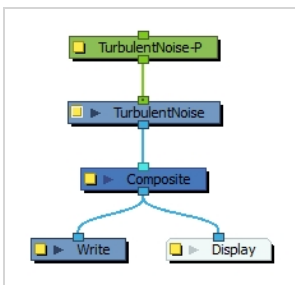 TurbulentNoise-P
TurbulentNoise
Composite
Write
Display